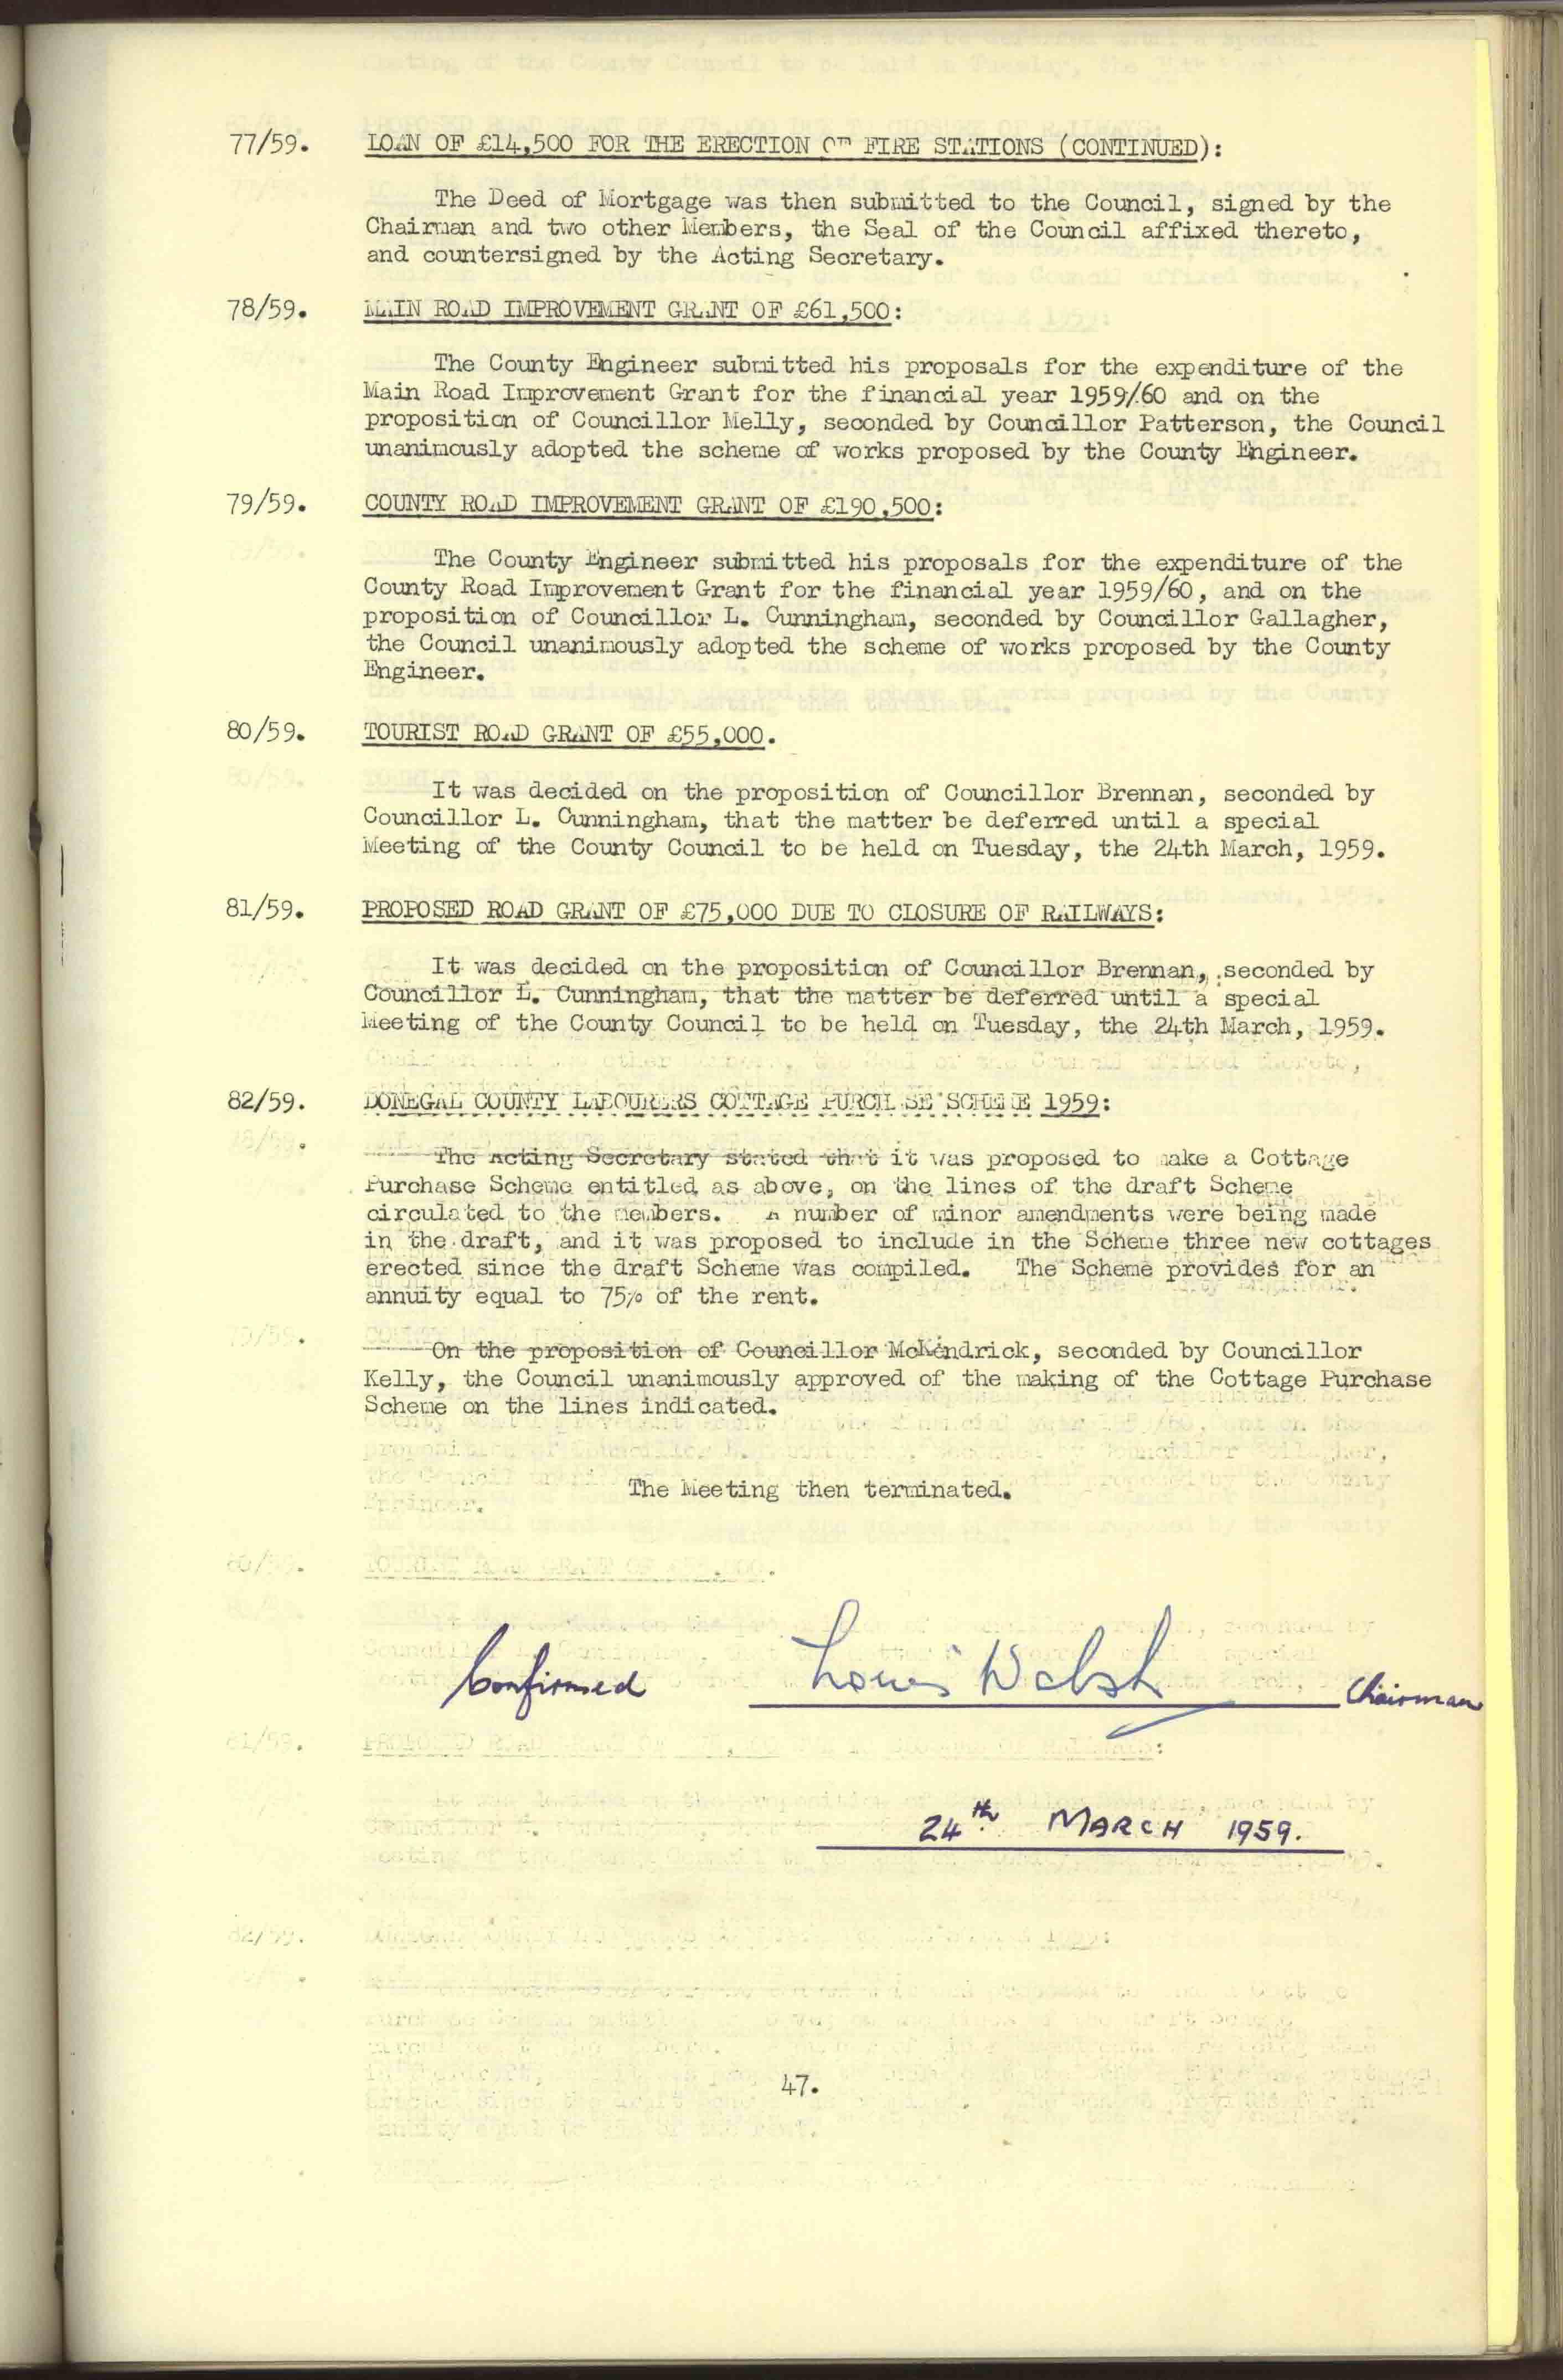 77/59. LOAN OF £14,500 FOR THE ERECTION OF FIRE STATIONS (CONTINUED):
The Deed of Mortgage was then submitted to the Council, signed by the
Chairman and two other Members, the Seal of the Council affixed thereto,
and countersigned by the Acting Secretary.
78/59. MAIN ROAD IMPROVEMENT GRANT OF £61,500:
The County Engineer submitted his proposals for the expenditure of the
Main Road Improvement Grant for the financial year 1959/60 and on the
proposition of Councillor Melly, seconded by Councillor Patterson, the Council
unanimously adopted the scheme of works proposed by the County Engineer.
79/59. COUNTY ROAD IMPROVEMENT GRANT OF £190,500:
The County Engineer submitted his proposals for the expenditure of the
County Road Improvement Grant for the financial year 1959/60, and on the
proposition of Councillor L. Cunningham, seconded by Councillor Gallagher,
the Council unanimously adopted the scheme of works proposed by the County
Engineer.
80/59. TOURIST ROAD GRANT OF £55,000.
It was decided on the proposition of Councillor Brennan, seconded by
Councillor L. Cunningham, that the matter be deferred until a special
Meeting of the County Council to be held on Tuesday, the 24th March, 1959.
81/59. PROPOSED ROAD GRANT OF £75,000 DUE TO CLOSURE OF RAILWAYS:
It was decided on the proposition of Councillor Brennan, seconded by
Councillor L. Cunningham, that the matter be deferred until a special
Meeting of the County Council to be held on Tuesday, the 24th March, 1959.
82/59. DONEGAL COUNTY LABOURERS COTTAGE PURCHASE SCHEME 1959:
The Acting Secretary stated that it was proposed to make a Cottage
Purchase Scheme entitled as above, on the lines of the draft Scheme
circulated to the members. A number of minor amendments were being made
in the draft, and it was proposed to include in the Scheme three new cottages
erected since the draft Scheme was compiled. The Scheme provides for an
annuity equal to 75% of the rent.
On the proposition of Councillor McKendrick, seconded by Councillor
Kelly, the Council unanimously approved of the making of the Cottage Purchase
Scheme on the lines indicated.
The Meeting then terminated.
Confirmed Louis Walsh Chairman
24th MARCH 1959.
47.